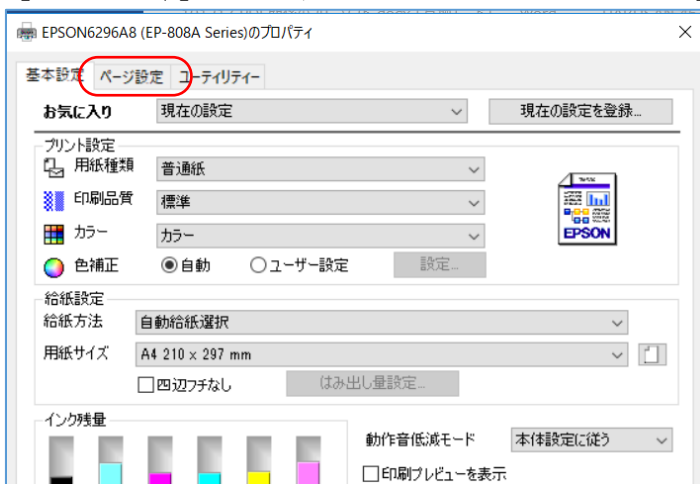 EPSON6296A8 (EP-808A Series)のプロパティ
基本設定 ページ設定 ユーティリティー
お気に入り 現在の設定 現在の設定を登録...
プリント設定
用紙種類 普通紙
印刷品質 標準
カラー カラー
EPSON
色補正 自動 ユーザー設定 設定...
給紙設定
給紙方法 自動給紙選択
用紙サイズ A4 210 x 297 mm
四辺フチなし はみ出し量設定...
インク残量
動作音低減モード 本体設定に従う
印刷プレビューを表示